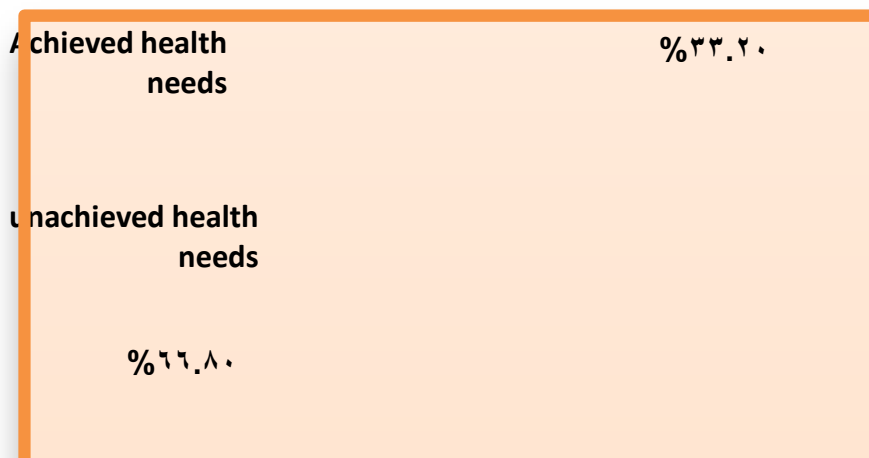 Achieved health
needs
%٣٣.٢٠
unachieved health
needs
%٦٦.٨٠